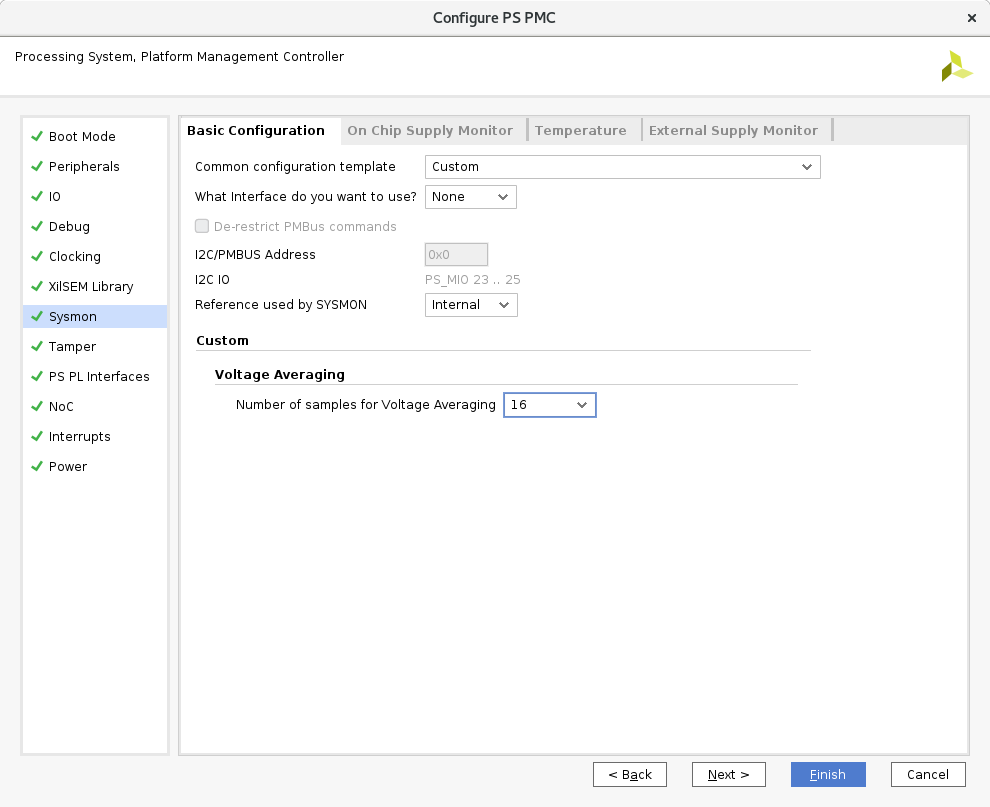 Configure PS PMC
Processing System, Platform Management Controller
Boot Mode
Peripherals
IO
Debug
Clocking
XilSEM Library
Sysmon
Tamper
PS PL Interfaces
NoC
Interrupts
Power
Basic Configuration On Chip Supply Monitor Temperature External Supply Monitor
Common configuration template Custom
What Interface do you want to use? None
De-restrict PMBus commands
I2C/PMBUS Address 0x0
I2C IO PS_MIO 23 .. 25
Reference used by SYSMON Internal
Custom
Voltage Averaging
Number of samples for Voltage Averaging 16
< Back Next > Finish Cancel